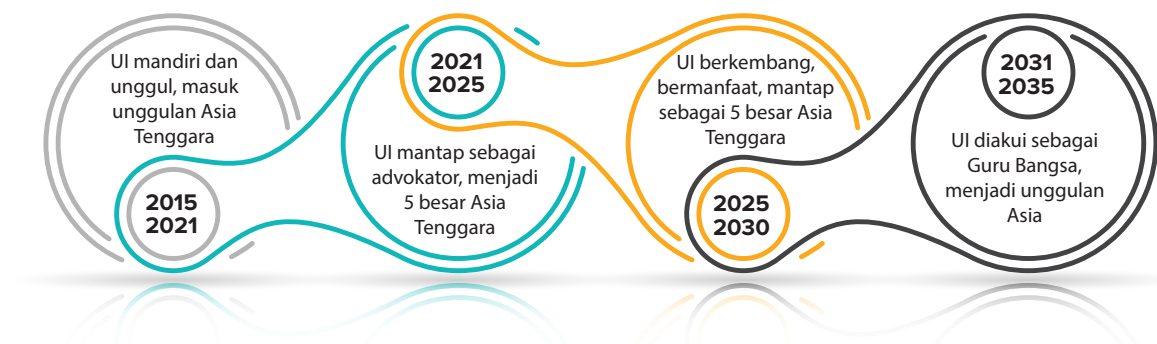 UI mandiri dan
unggul, masuk
unggulan Asia
Tenggara
2015
2021
2021
2025
UI mantap sebagai
advokator, menjadi
5 besar Asia
Tenggara
UI berkembang,
bermanfaat, mantap
sebagai 5 besar Asia
Tenggara
2025
2030
2031
2035
UI diakui sebagai
Guru Bangsa,
menjadi unggulan
Asia